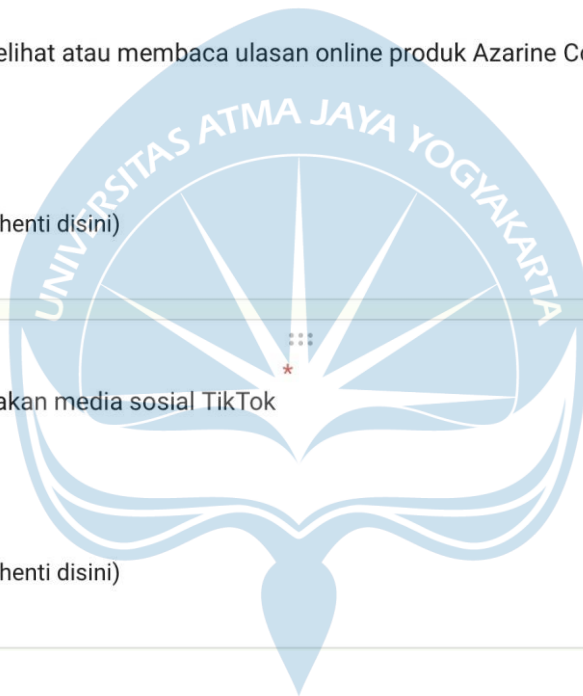 elihat atau membaca ulasan online produk Azarine
UNIVERSITAS ATMA JAYA YOGYAKARTA
henti disini)
*
akan media sosial TikTok
henti disini)